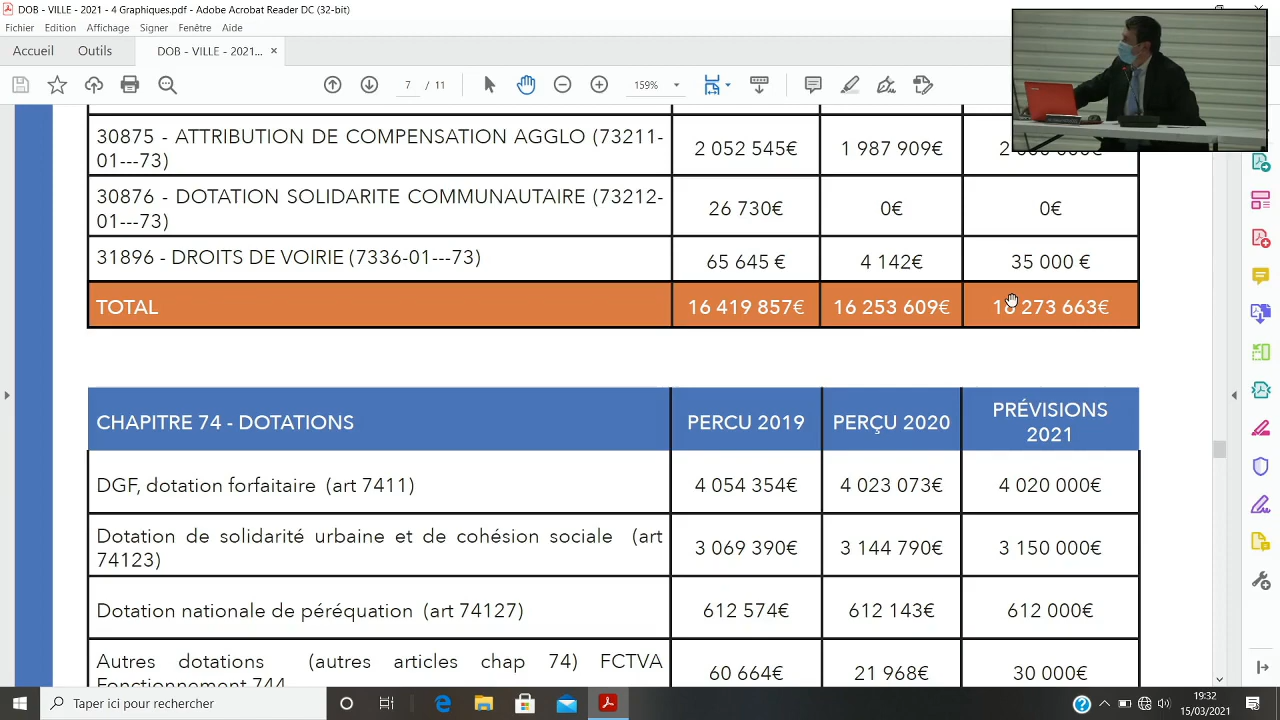 DOB - VILLE - 2021 - 4 Graphiques.pdf - Adobe Acrobat Reader DC (32-bit)
Fichier Edition Affichage Signer Fenêtre Aide
Accueil Outils DOB - VILLE - 2021... ×
7 / 11 159%
30875 - ATTRIBUTION DE COMPENSATION AGGLO (73211-
01---73) 2 052 545€ 1 987 909€
30876 - DOTATION SOLIDARITE COMMUNAUTAIRE (73212-
01---73) 26 730€ 0€ 0€
31896 - DROITS DE VOIRIE (7336-01---73) 65 645 € 4 142€ 35 000 €
TOTAL 16 419 857€ 16 253 609€ 16 273 663€
CHAPITRE 74 - DOTATIONS PERCU 2019 PERÇU 2020 PRÉVISIONS
2021
DGF, dotation forfaitaire (art 7411) 4 054 354€ 4 023 073€ 4 020 000€
Dotation de solidarité urbaine et de cohésion sociale (art
74123) 3 069 390€ 3 144 790€ 3 150 000€
Dotation nationale de péréquation (art 74127) 612 574€ 612 143€ 612 000€
Autres dotations (autres articles chap 74) FCTVA
Fonctionnement 744 60 664€ 21 968€ 30 000€
Taper ici pour rechercher
19:32
15/03/2021